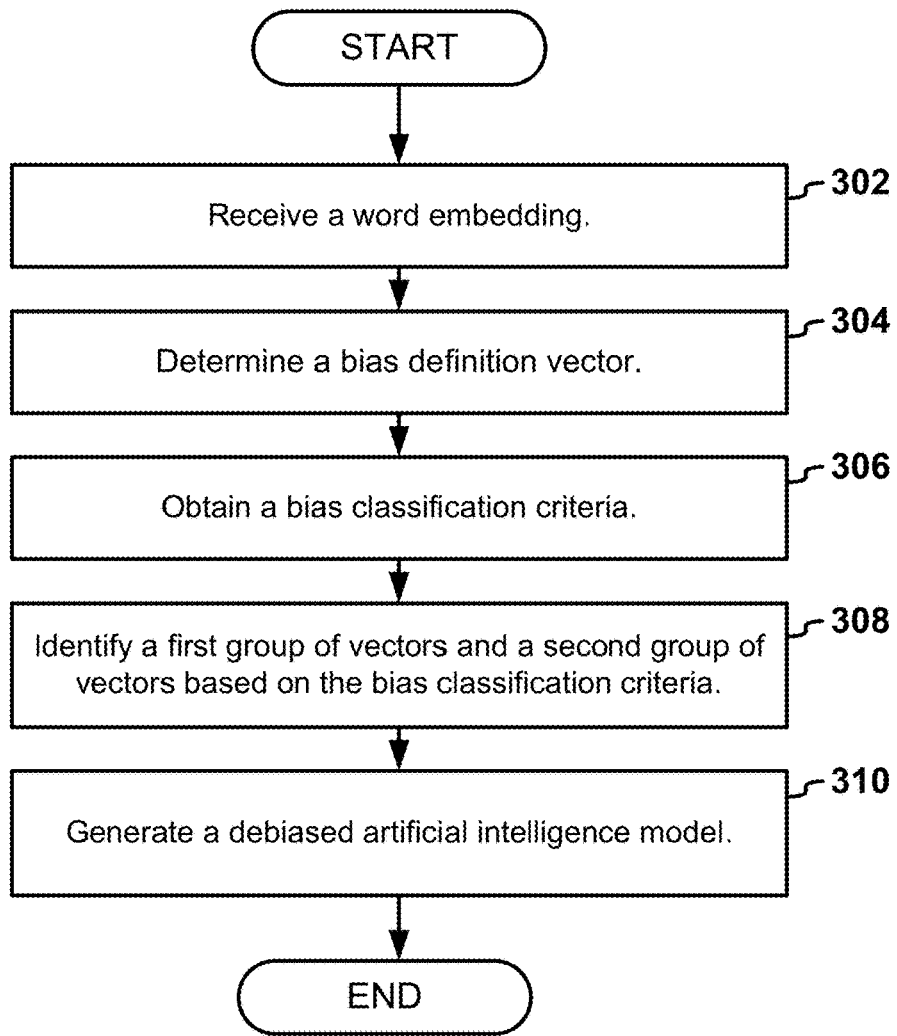 START
302
Receive a word embedding.
304
Determine a bias definition vector.
306
Obtain a bias classification criteria.
308
Identify a first group of vectors and a second group of
vectors based on the bias classification criteria.
310
Generate a debiased artificial intelligence model.
END